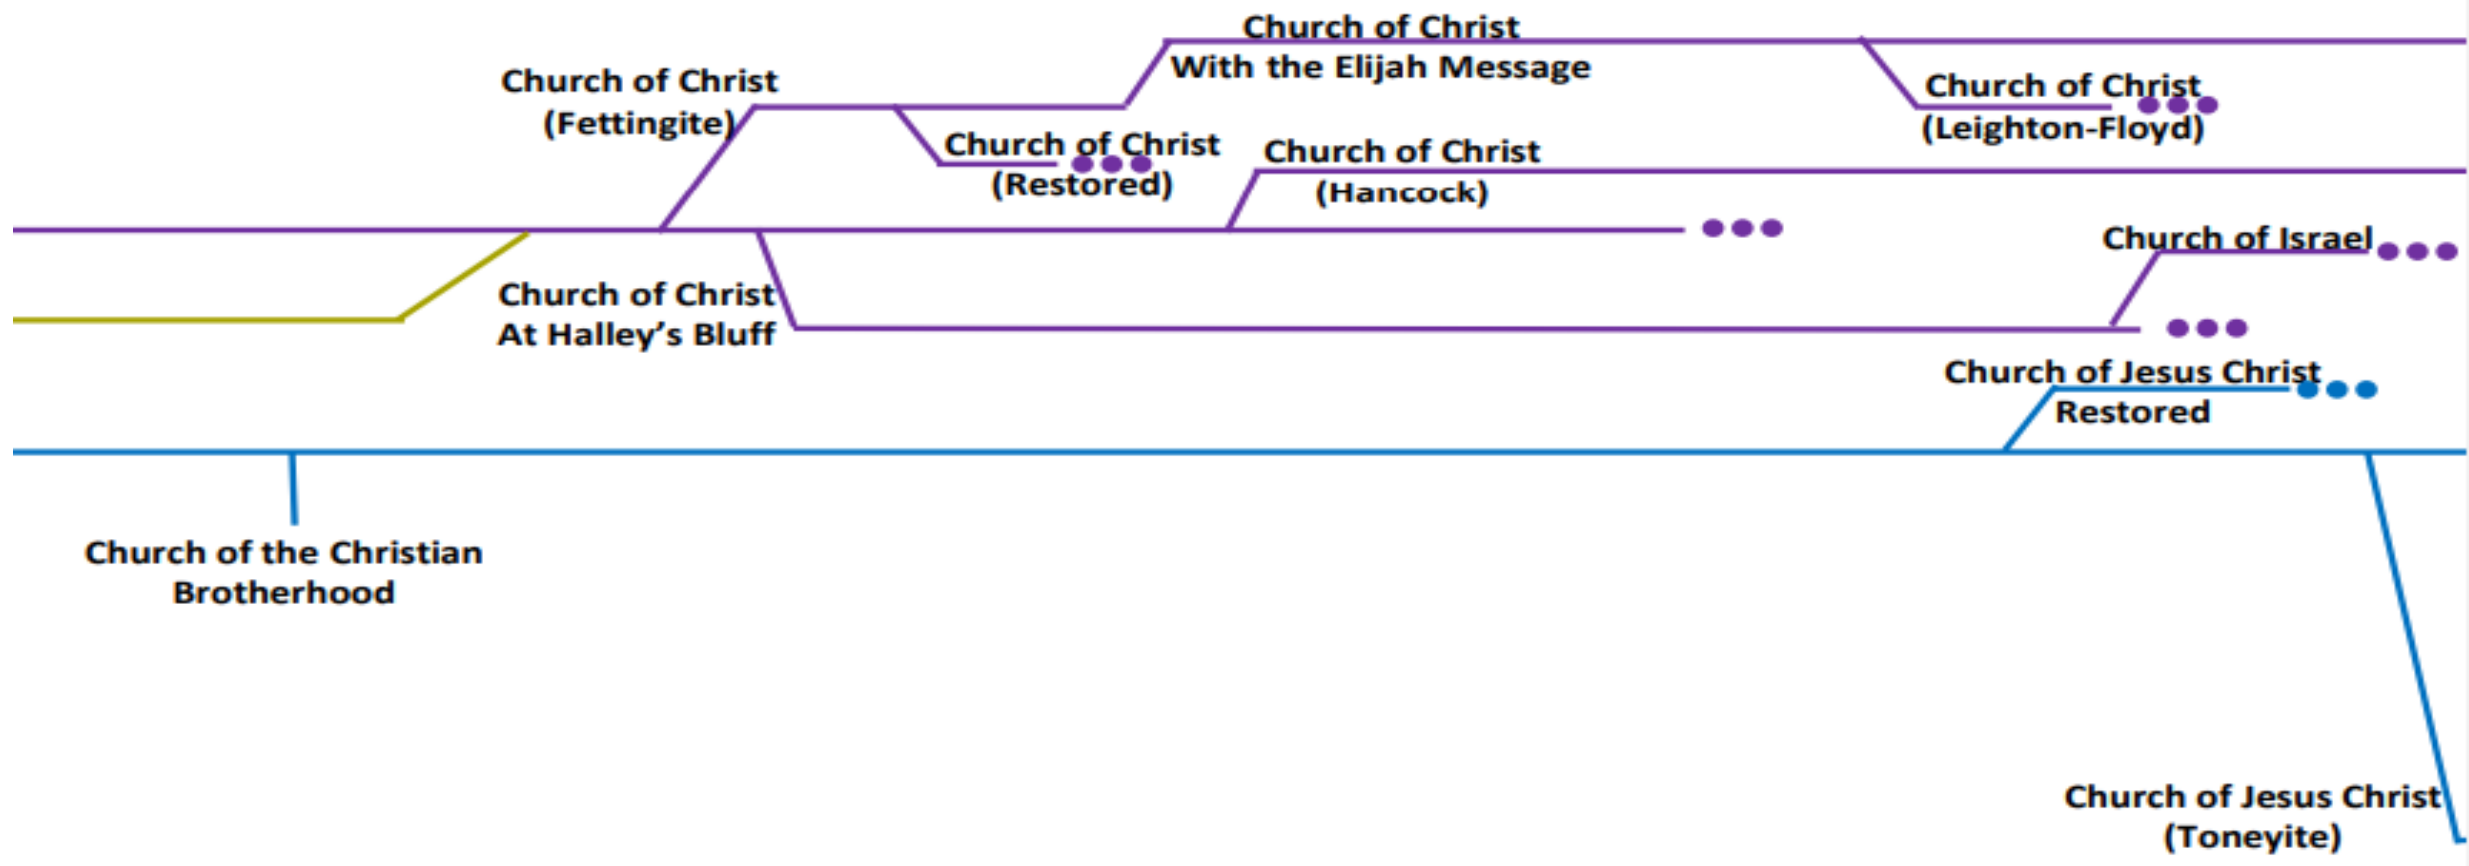 Church of Christ
With the Elijah Message
Church of Christ
(Fettingite)
Church of Christ
(Leighton-Floyd)
Church of Christ
(Restored)
Church of Christ
(Hancock)
Church of Israel
Church of Christ
At Halley's Bluff
Church of Jesus Christ
Restored
Church of the Christian
Brotherhood
Church of Jesus Christ
(Toneyite)